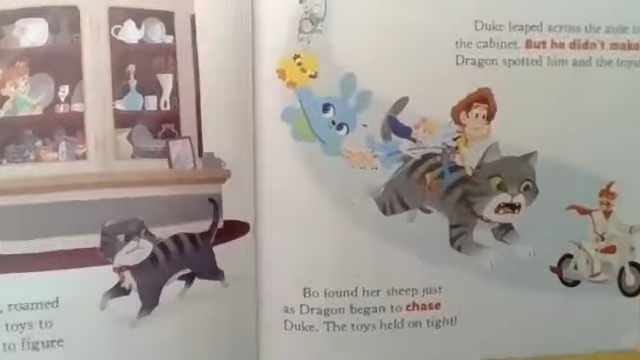 , roamed
toys to
to figure
Duke leaped across the aisle to
the cabinet. But he didn't make
Dragon spotted him and the toys
Bo found her sheep just
as Dragon began to chase
Duke. The toys held on tight!